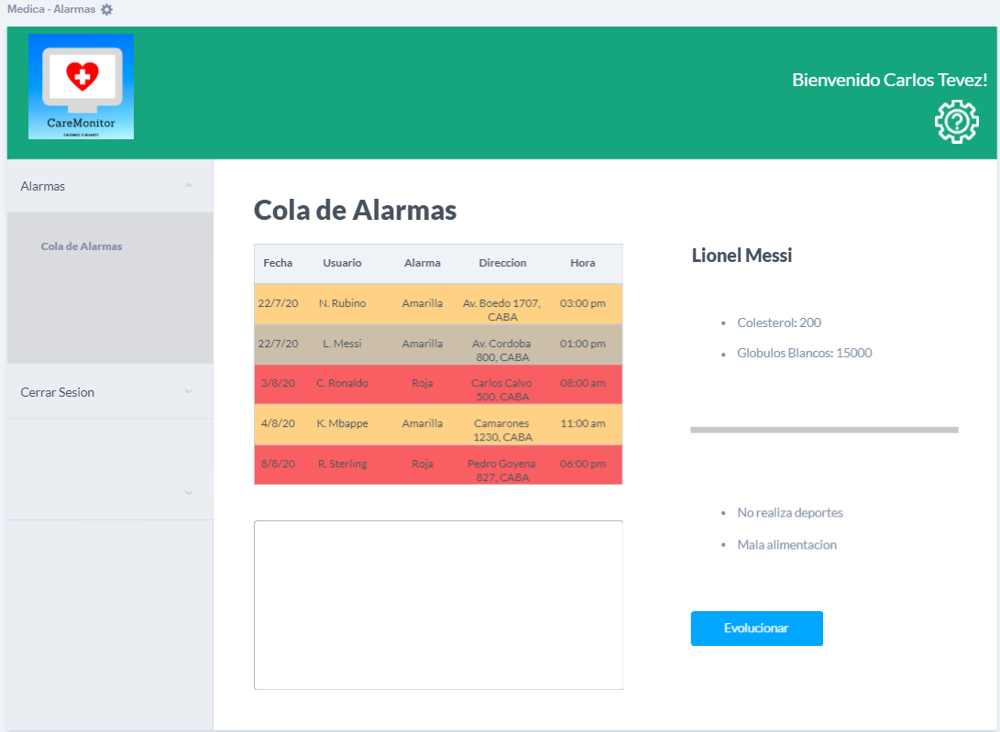 Medica - Alarmas
CareMonitor
Bienvenido Carlos Tevez!
Alarmas
Cola de Alarmas
Cerrar Sesion
Cola de Alarmas
Fecha Usuario Alarma Direccion Hora
22/7/20 N. Rubino Amarilla Av. Boedo 1707, CABA 03:00 pm
22/7/20 L. Messi Amarilla Av. Cordoba 800, CABA 01:00 pm
3/8/20 C. Ronaldo Roja Carlos Calvo 500, CABA 08:00 am
4/8/20 K. Mbappe Amarilla Camarones 1230, CABA 11:00 am
8/8/20 R. Sterling Roja Pedro Goyena 827, CABA 06:00 pm
Lionel Messi
• Colesterol: 200
• Globulos Blancos: 15000
• No realiza deportes
• Mala alimentacion
Evolucionar